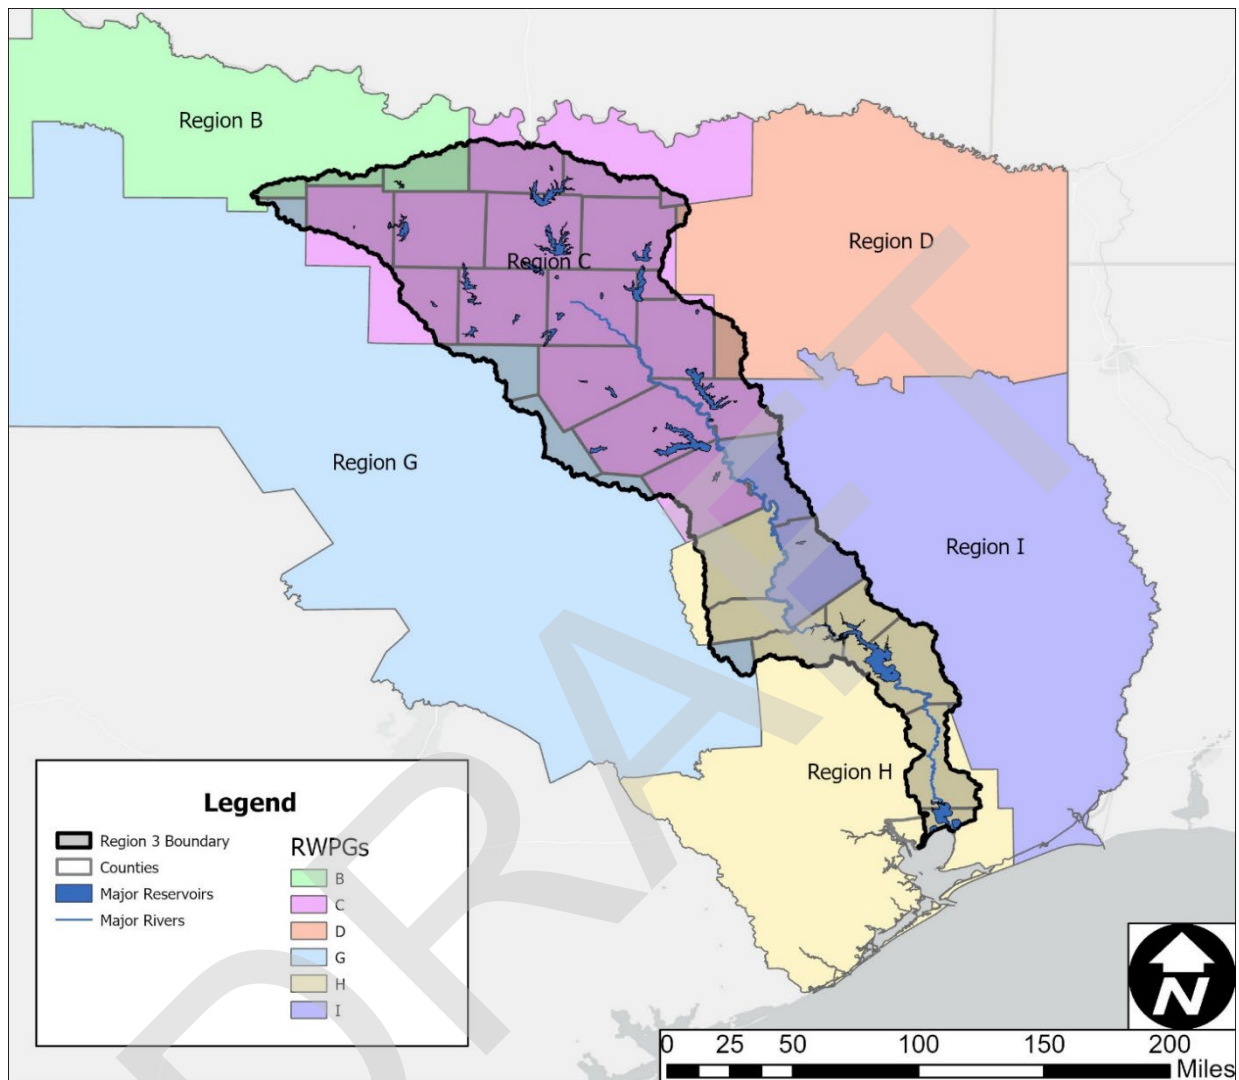 Region B
Region D
Region C
Region G
Region I
Region H
Legend
Region 3 Boundary
Counties
Major Reservoirs
Major Rivers
RWPGs
B
C
D
G
H
I
DRAFT
N
0 25 50 100 150 200
Miles